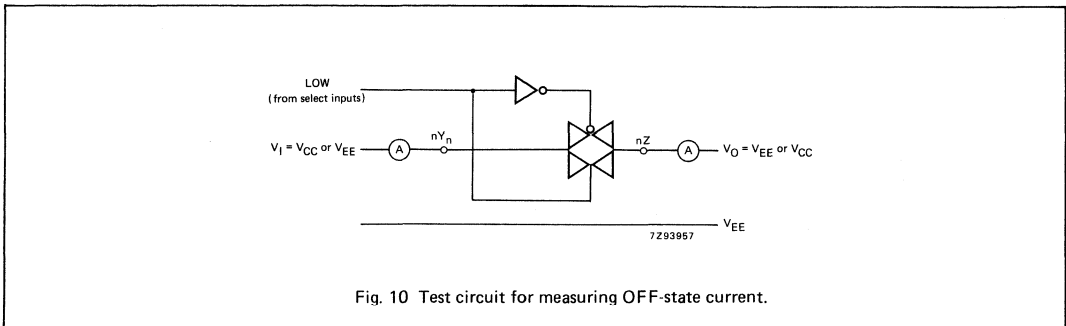 LOW
(from select inputs)
V_I = V_CC or V_EE
A
nY_n
nZ
A
V_O = V_EE or V_CC
V_EE
7Z93957
Fig. 10 Test circuit for measuring OFF-state current.